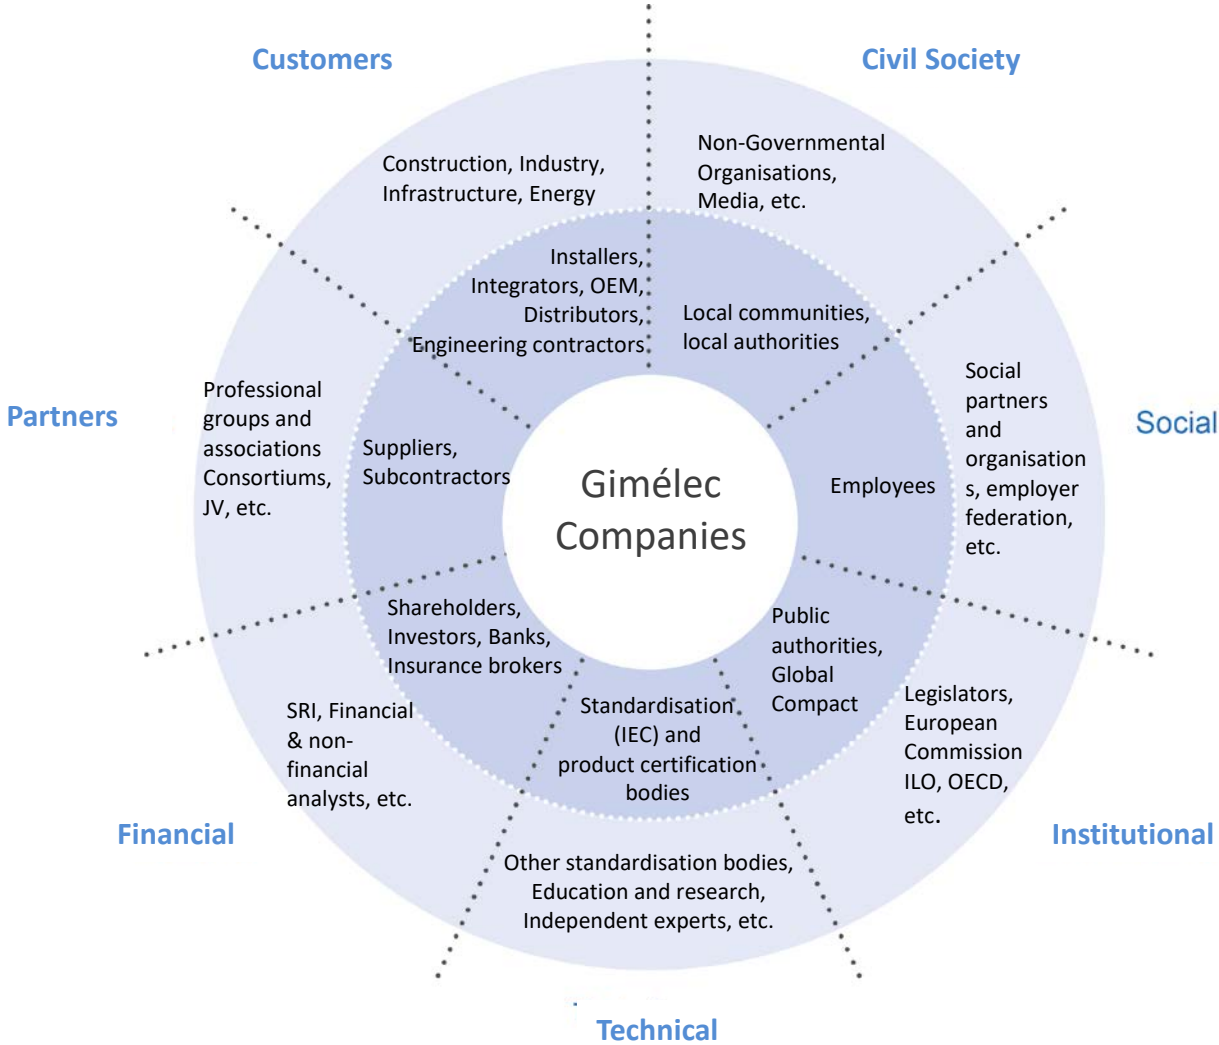 Customers
Civil Society
Construction, Industry,
Infrastructure, Energy
Non-Governmental
Organisations,
Media, etc.
Installers,
Integrators, OEM,
Distributors,
Engineering contractors
Local communities,
local authorities
Partners
Professional
groups and
associations
Consortiums,
JV, etc.
Suppliers,
Subcontractors
Gimélec
Companies
Employees
Social
partners
and
organisation
s, employer
federation,
etc.
Social
Shareholders,
Investors, Banks,
Insurance brokers
Public
authorities,
Global
Compact
SRI, Financial
& non-
financial
analysts, etc.
Standardisation
(IEC) and
product certification
bodies
Legislators,
European
Commission
ILO, OECD,
etc.
Financial
Institutional
Other standardisation bodies,
Education and research,
Independent experts, etc.
Technical